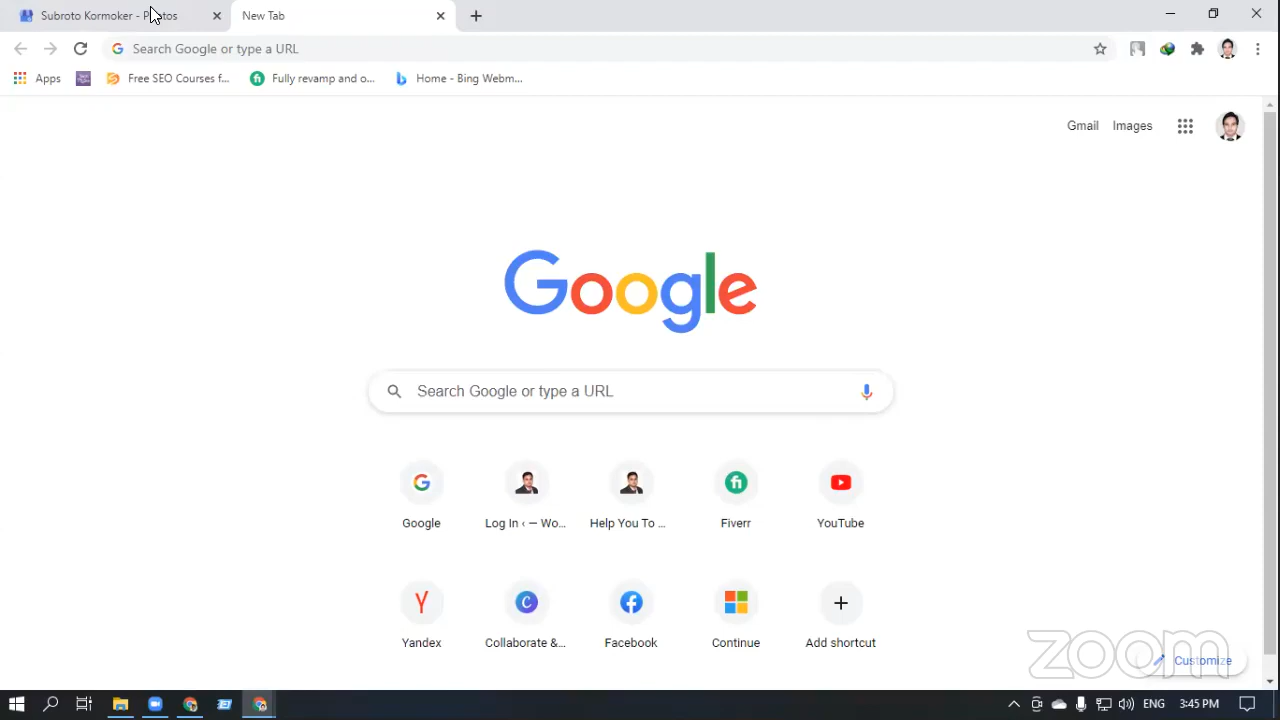 Subroto Kormoker - Photos
New Tab
Search Google or type a URL
Apps
Free SEO Courses f...
Fully revamp and o...
Home - Bing Webm...
Gmail
Images
Google
Search Google or type a URL
Google
Log In ‹ — Wo...
Help You To ...
Fiverr
YouTube
Yandex
Collaborate &...
Facebook
Continue
Add shortcut
zoom
Customize
ENG
3:45 PM